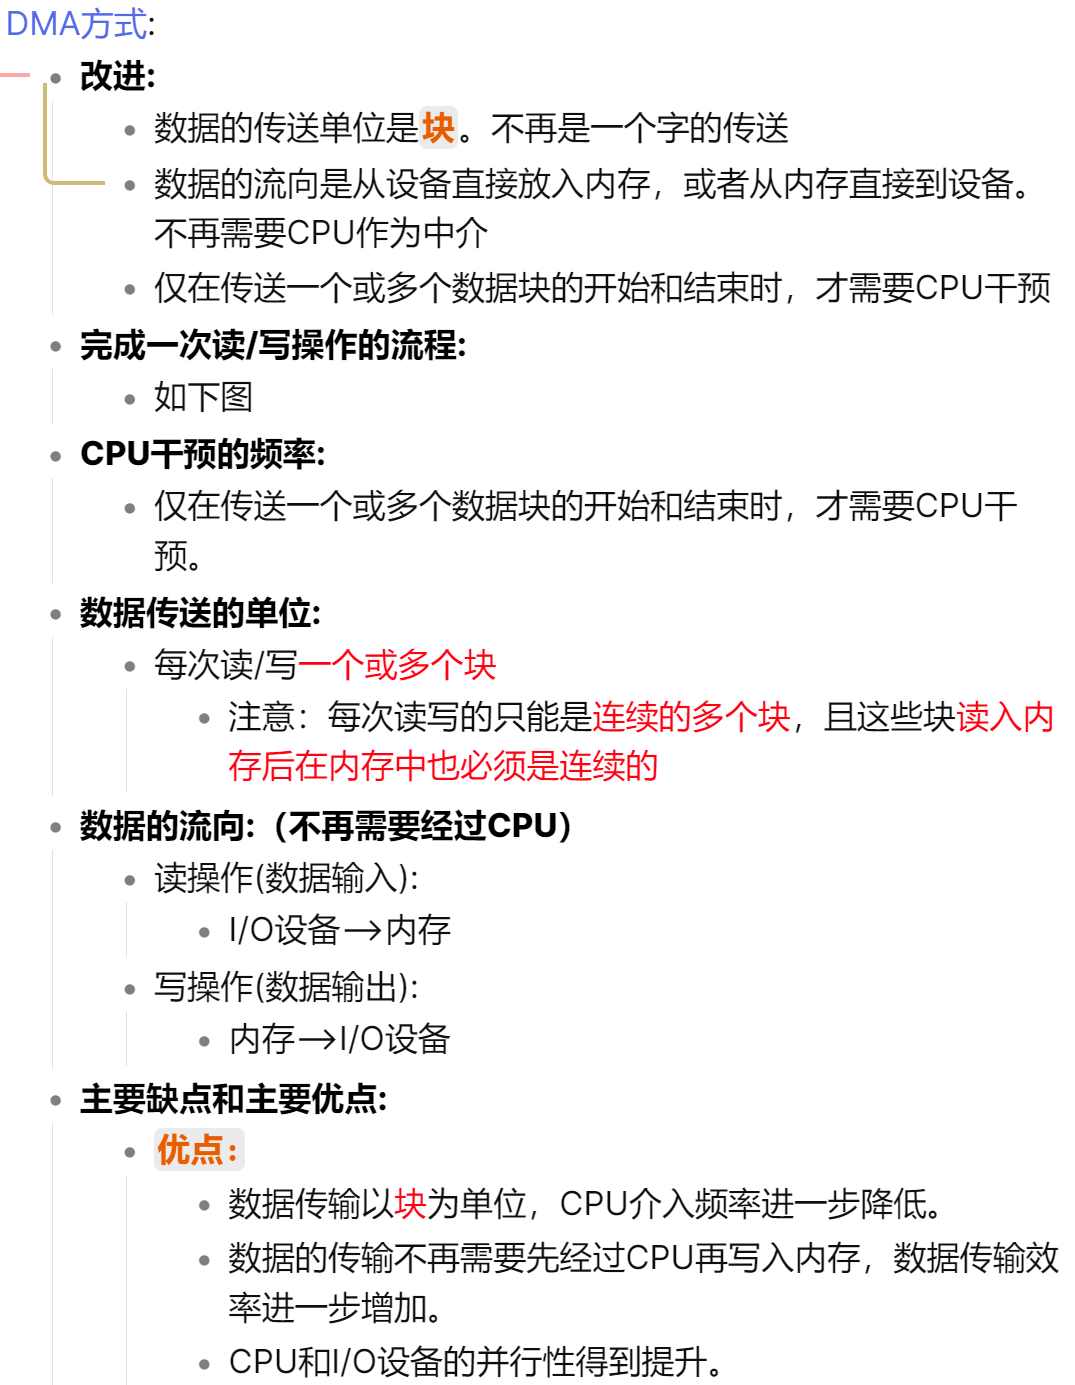 DMA方式:
改进:
数据的传送单位是块。不再是一个字的传送
数据的流向是从设备直接放入内存，或者从内存直接到设备。
不再需要CPU作为中介
仅在传送一个或多个数据块的开始和结束时，才需要CPU干预
完成一次读/写操作的流程:
如下图
CPU干预的频率:
仅在传送一个或多个数据块的开始和结束时，才需要CPU干
预。
数据传送的单位:
每次读/写一个或多个块
注意：每次读写的只能是连续的多个块，且这些块读入内
存后在内存中也必须是连续的
数据的流向:（不再需要经过CPU）
读操作(数据输入):
I/O设备→内存
写操作(数据输出):
内存→I/O设备
主要缺点和主要优点:
优点：
数据传输以块为单位，CPU介入频率进一步降低。
数据的传输不再需要先经过CPU再写入内存，数据传输效
率进一步增加。
CPU和I/O设备的并行性得到提升。